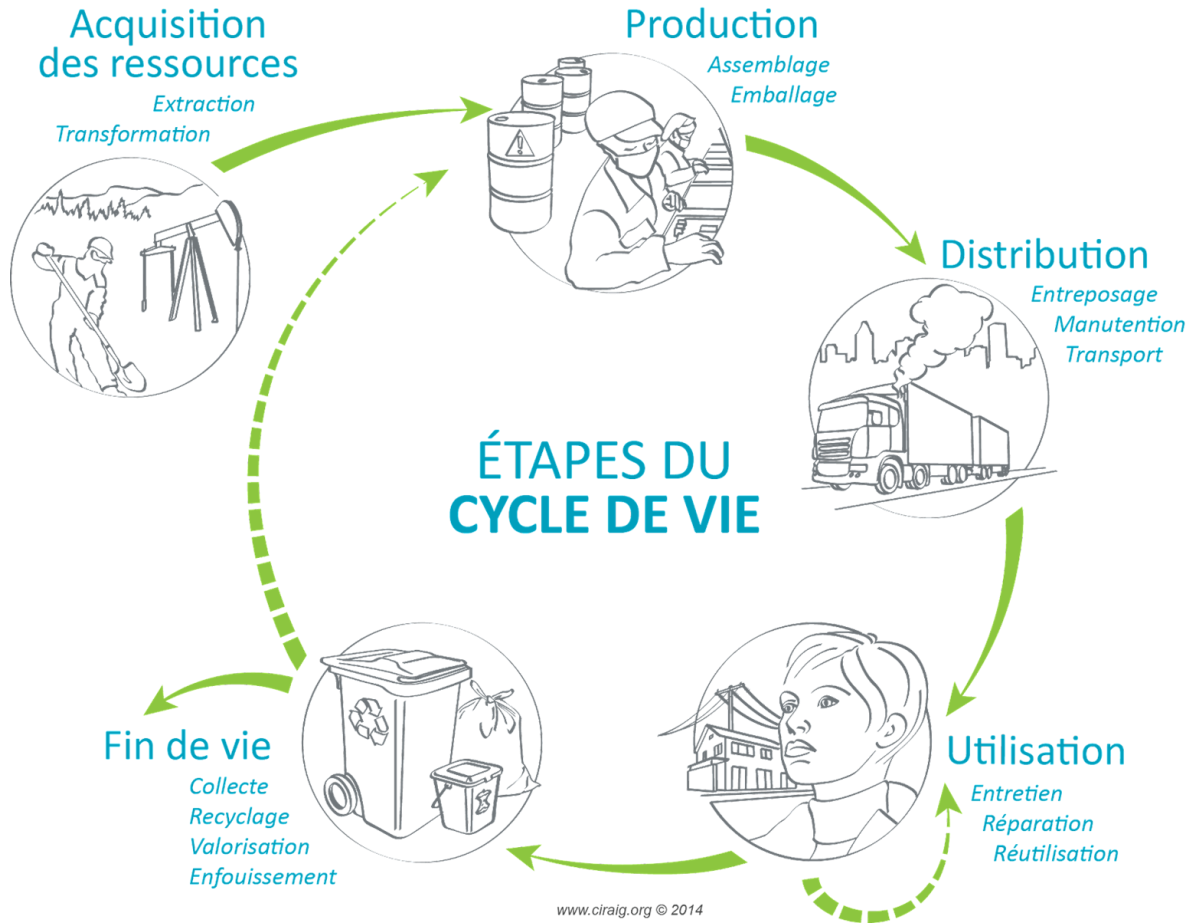 Acquisition
des ressources
Extraction
Transformation
Production
Assemblage
Emballage
Distribution
Entreposage
Manutention
Transport
ÉTAPES DU
CYCLE DE VIE
Utilisation
Entretien
Réparation
Réutilisation
Fin de vie
Collecte
Recyclage
Valorisation
Enfouissement
www.ciraig.org © 2014